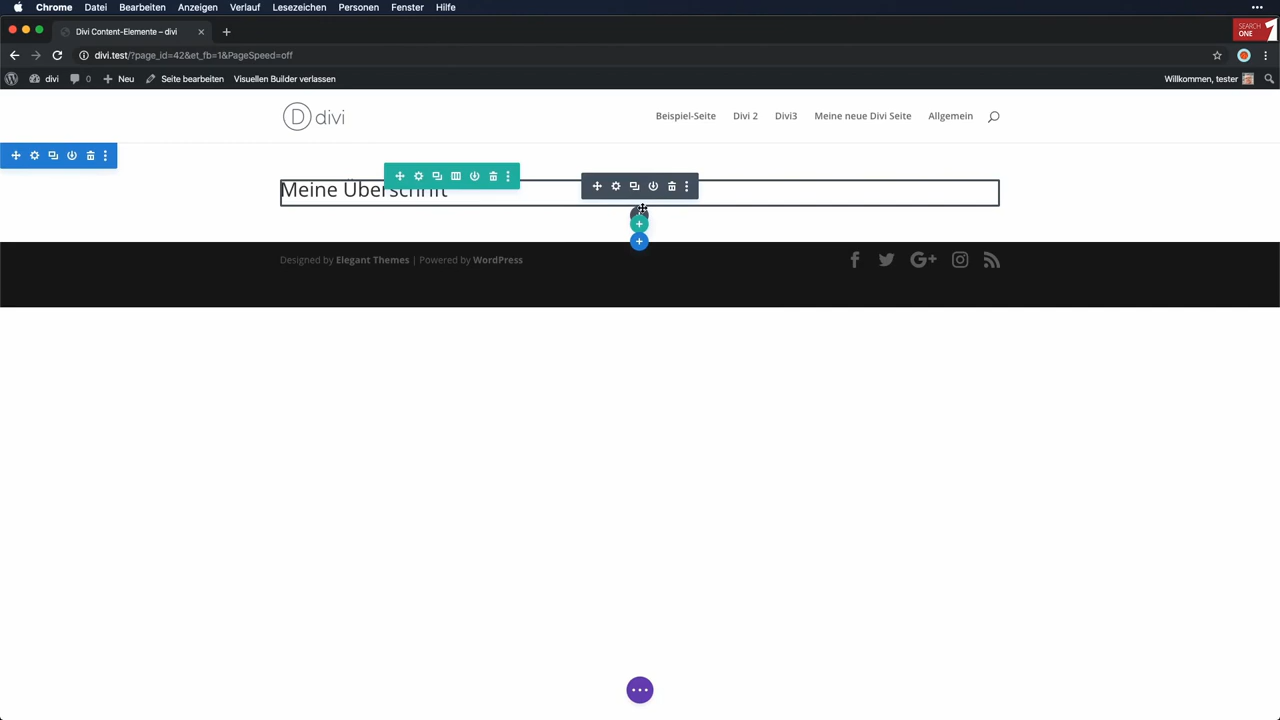 Chrome Datei Bearbeiten Anzeigen Verlauf Lesezeichen Personen Fenster Hilfe
Divi Content-Elemente – divi
SEARCH ONE 1
divi.test/?page_id=42&et_fb=1&PageSpeed=off
divi 0 Neu Seite bearbeiten Visuellen Builder verlassen Willkommen, tester
D divi Beispiel-Seite Divi 2 Divi3 Meine neue Divi Seite Allgemein
Meine Überschrift
Designed by Elegant Themes | Powered by WordPress